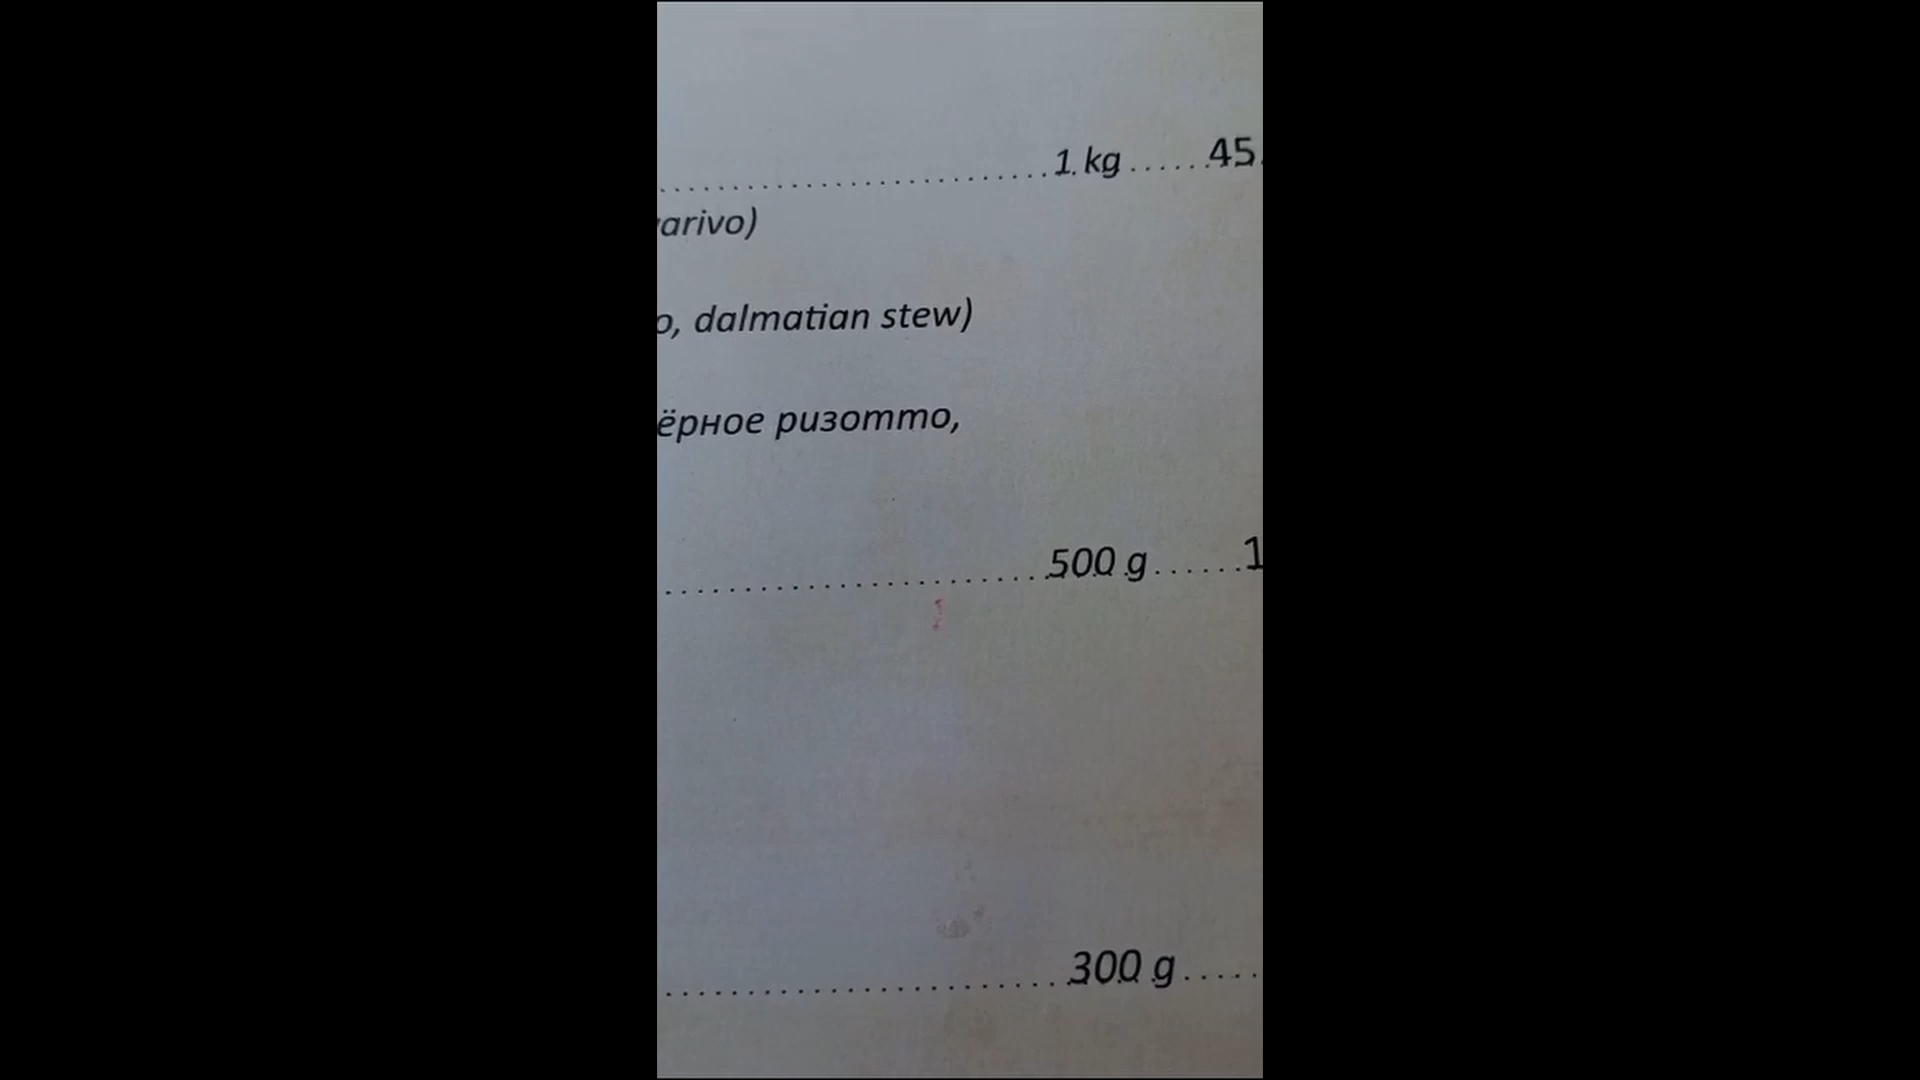 1 kg ...... 45
arivo)
o, dalmatian stew)
ёрное ризотто,
500 g ...... 1
300 g ......